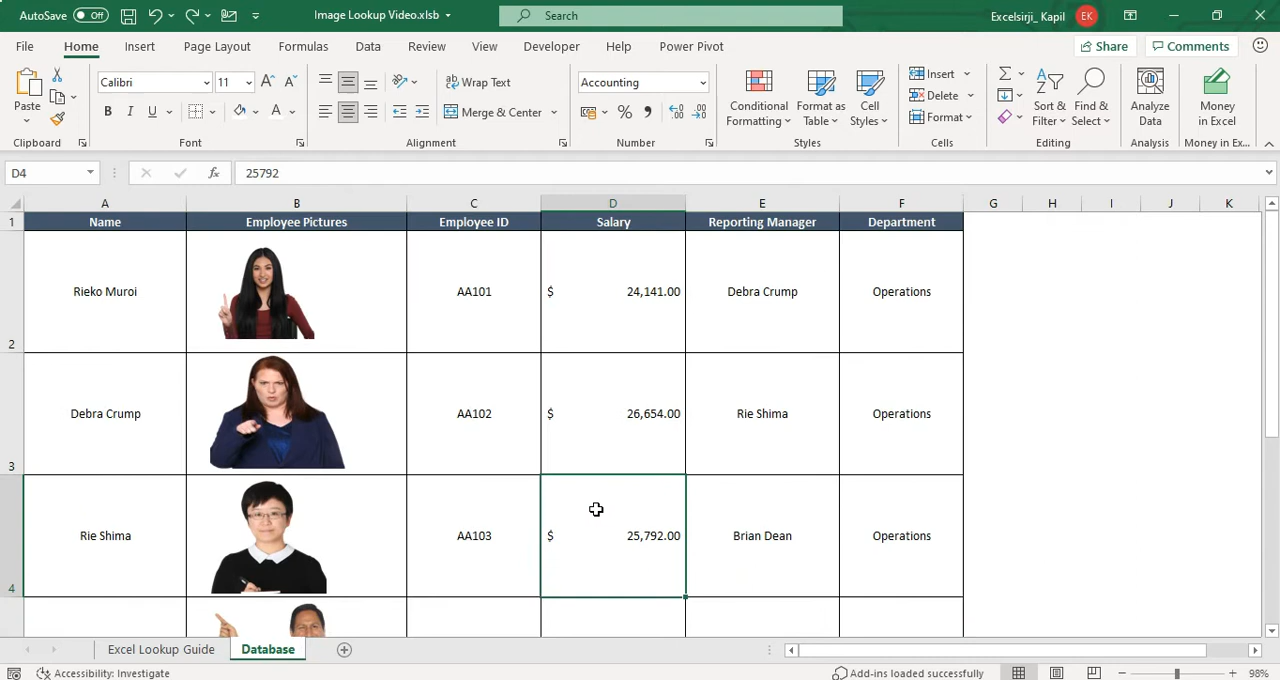 AutoSave Off Image Lookup Video.xlsb Search Excelsirji_ Kapil EK
File Home Insert Page Layout Formulas Data Review View Developer Help Power Pivot Share Comments
Paste Calibri 11 A A Wrap Text Accounting Conditional Formatting Format as Table Cell Styles Insert Σ Sort & Filter Find & Select Analyze Data Money in Excel
B I U A Merge & Center $ % , Delete
Format
Clipboard Font Alignment Number Styles Cells Editing Analysis Money in Ex...
D4 fx 25792
A B C D E F G H I J K
1 Name Employee Pictures Employee ID Salary Reporting Manager Department
2 Rieko Muroi AA101 $ 24,141.00 Debra Crump Operations
3 Debra Crump AA102 $ 26,654.00 Rie Shima Operations
4 Rie Shima AA103 $ 25,792.00 Brian Dean Operations
Excel Lookup Guide Database
Accessibility: Investigate Add-ins loaded successfully 98%